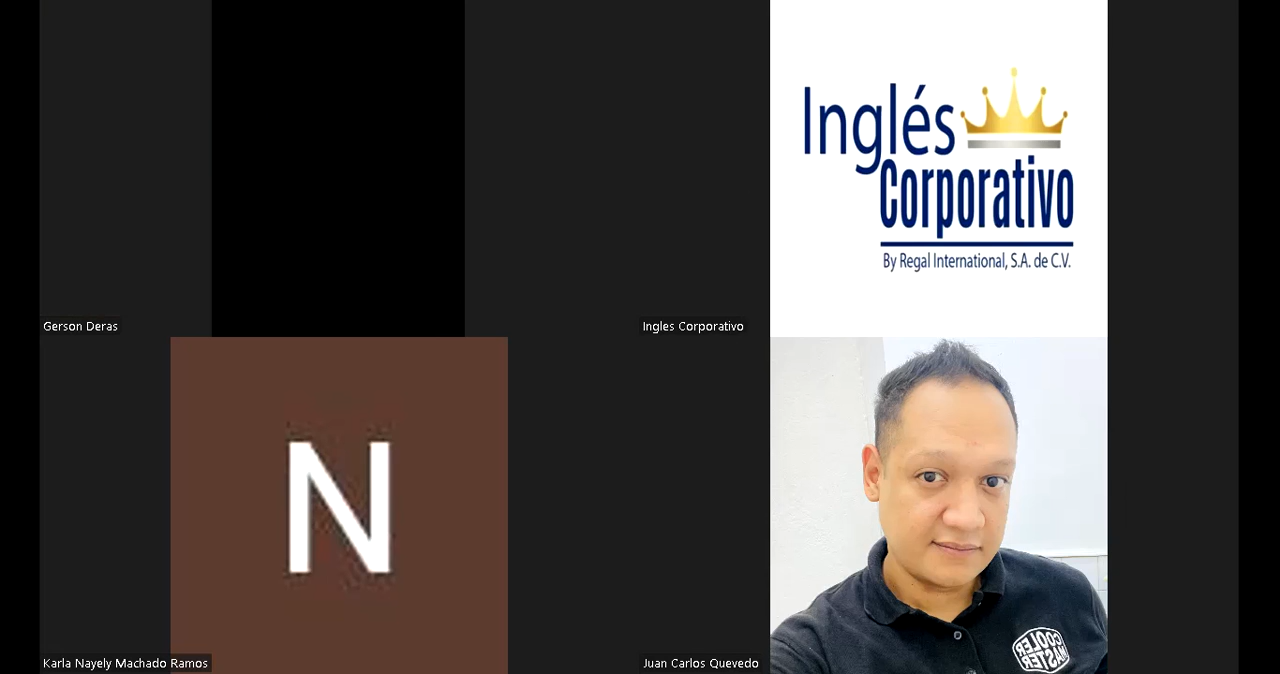 Inglés
Corporativo
By Regal International, S.A. de C.V.
Gerson Deras
Ingles Corporativo
N
COOLER
MASTER
Karla Nayely Machado Ramos
Juan Carlos Quevedo